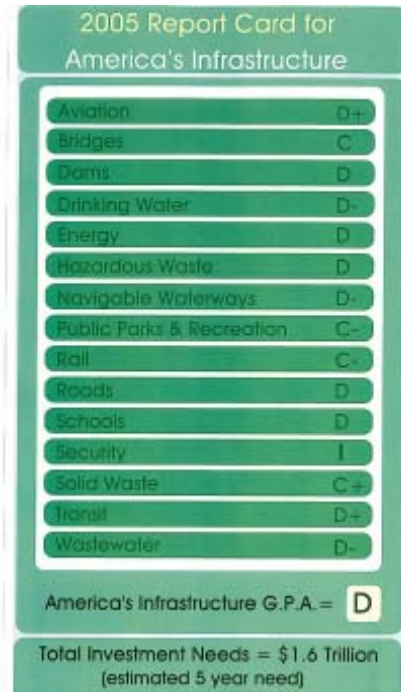 2005 Report Card for
America's Infrastructure
Aviation D+
Bridges C
Dams D
Drinking Water D-
Energy D
Hazardous Waste D
Navigable Waterways D-
Public Parks & Recreation C-
Rail C-
Roads D
Schools D
Security I
Solid Waste C+
Transit D+
Wastewater D-
America's Infrastructure G.P.A. = D
Total Investment Needs = $1.6 Trillion
(estimated 5 year need)